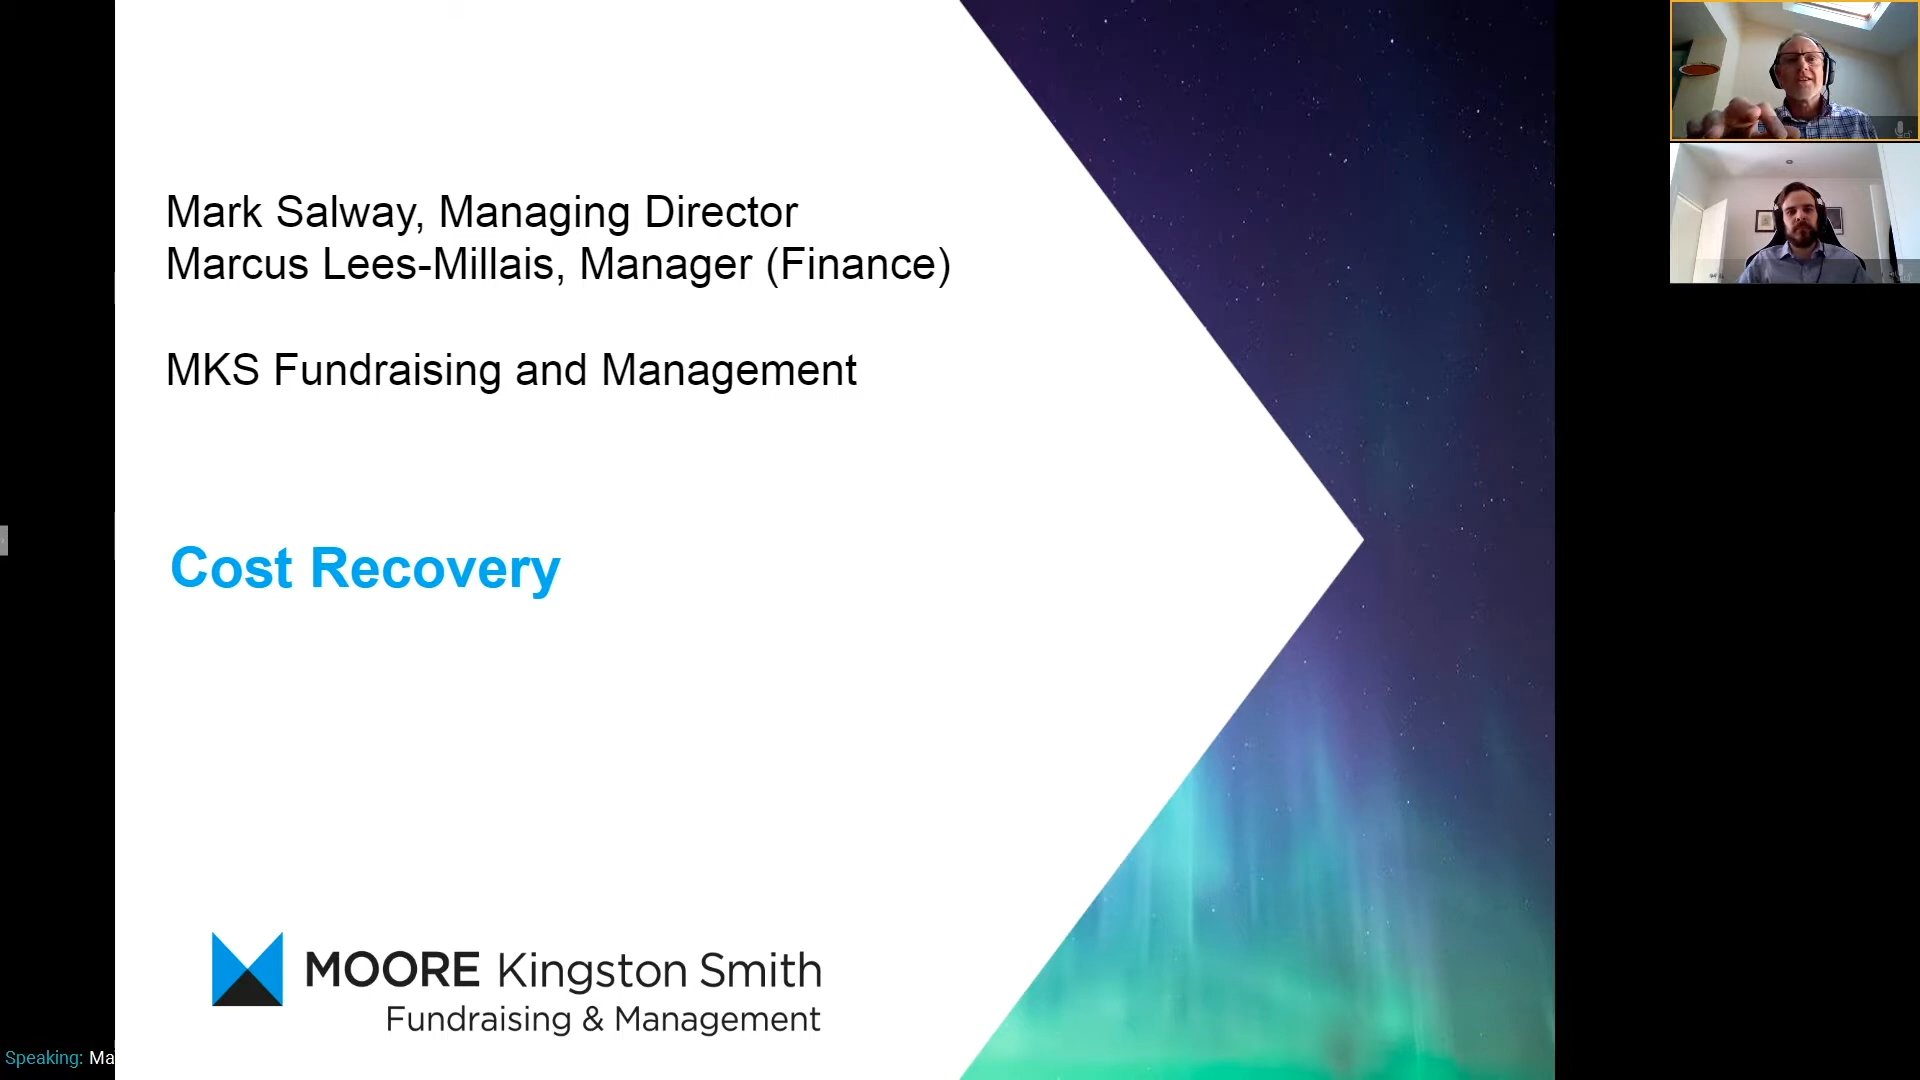 Mark Salway, Managing Director
Marcus Lees-Millais, Manager (Finance)
MKS Fundraising and Management
Cost Recovery
MOORE Kingston Smith
Fundraising & Management
Speaking: Ma